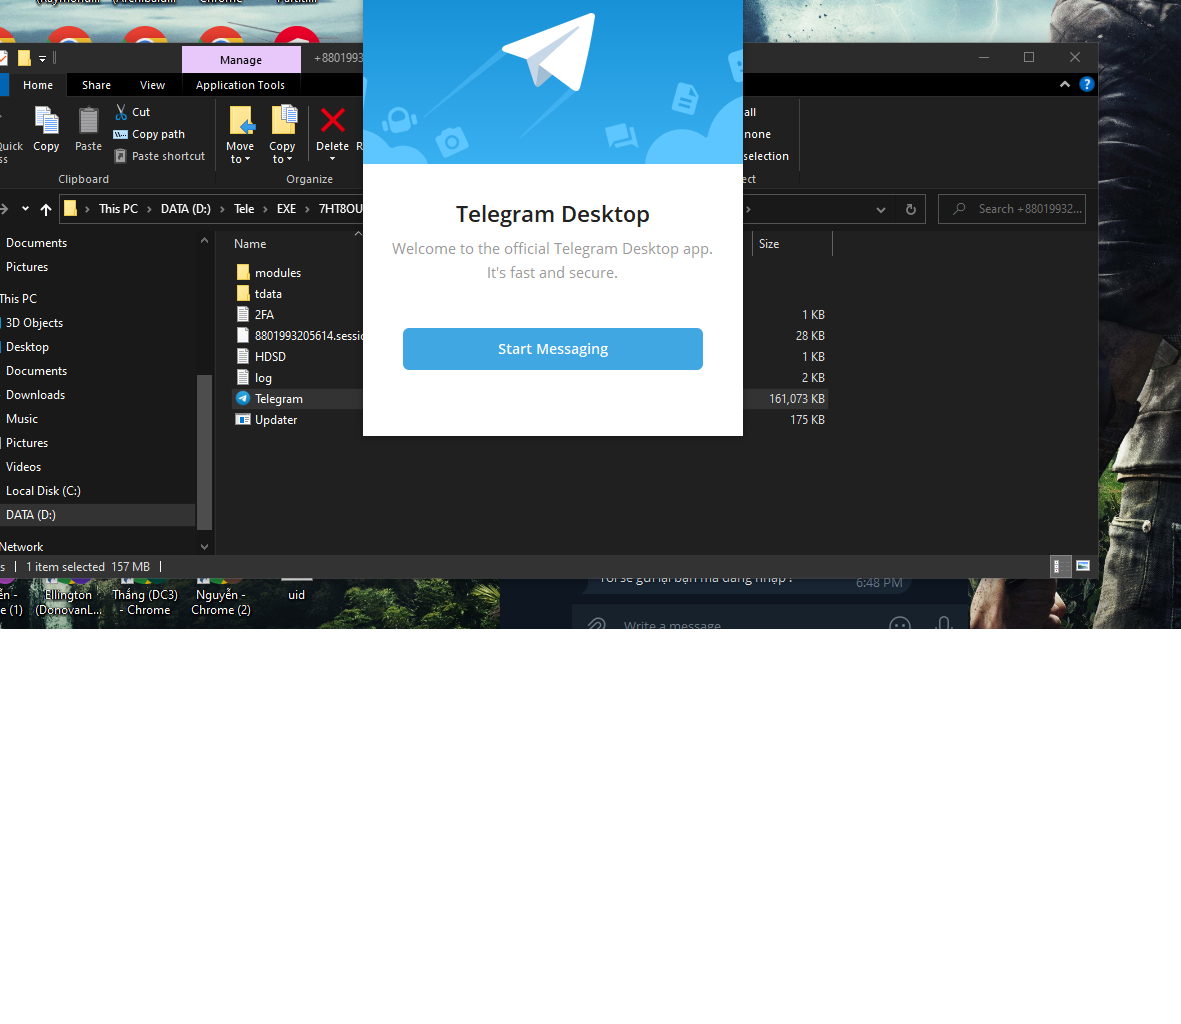 Chrome
Manage
+8801993
Home
Share
View
Application Tools
Cut
Copy path
Paste shortcut
Copy
Paste
Move
to
Copy
to
Delete
Clipboard
Organize
all
none
selection
This PC
DATA (D:)
Tele
EXE
7HT8OU
Search +88019932...
Telegram Desktop
Welcome to the official Telegram Desktop app.
It's fast and secure.
Start Messaging
Documents
Pictures
This PC
3D Objects
Desktop
Documents
Downloads
Music
Pictures
Videos
Local Disk (C:)
DATA (D:)
Network
Name
Size
modules
tdata
2FA
1 KB
8801993205614.sessio
28 KB
HDSD
1 KB
log
2 KB
Telegram
161,073 KB
Updater
175 KB
1 item selected 157 MB
Ellington
(DonovanL...
Thắng (DC3)
- Chrome
Nguyễn -
Chrome (2)
uid
6:48 PM
Write a message